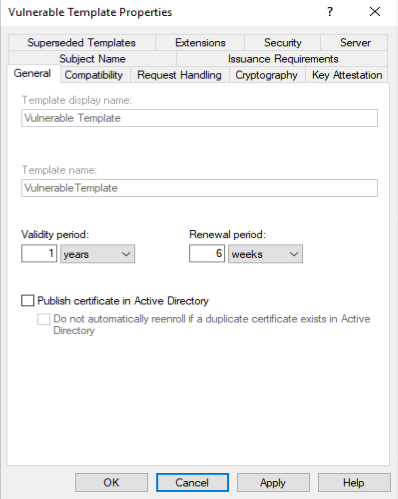 Vulnerable Template Properties ? ✕
Superseded Templates Extensions Security Server
Subject Name Issuance Requirements
General Compatibility Request Handling Cryptography Key Attestation
Template display name:
Vulnerable Template
Template name:
VulnerableTemplate
Validity period: Renewal period:
1 years 6 weeks
Publish certificate in Active Directory
Do not automatically reenroll if a duplicate certificate exists in Active
Directory
OK Cancel Apply Help